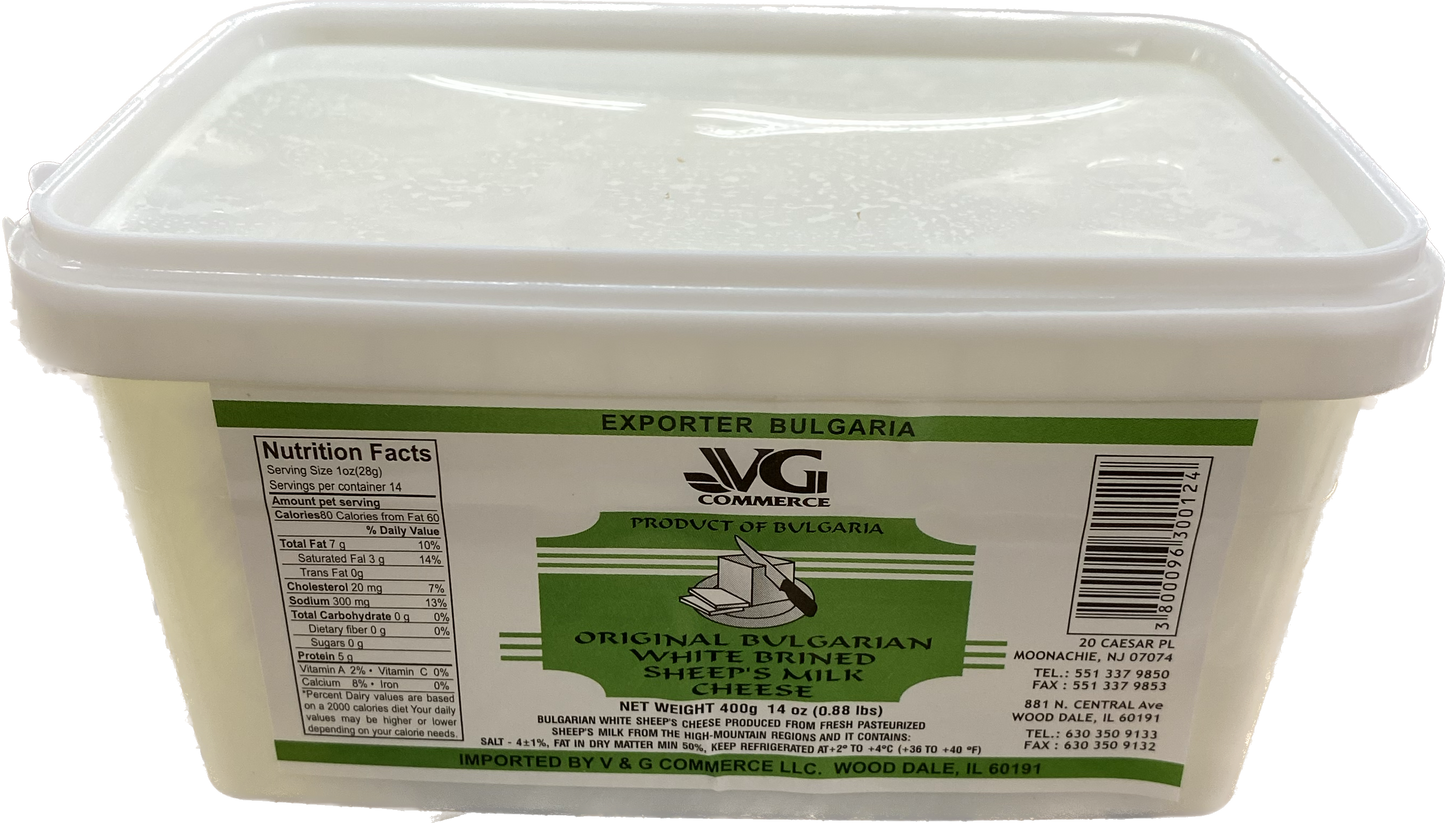 EXPORTER BULGARIA
Nutrition Facts
Serving Size 1oz(28g)
Servings per container 14
Amount pet serving
Calories80 Calories from Fat 60
% Daily Value
Total Fat 7 g 10%
Saturated Fal 3 g 14%
Trans Fat 0g
Cholesterol 20 mg 7%
Sodium 300 mg 13%
Total Carbohydrate 0 g 0%
Dietary fiber 0 g 0%
Sugars 0 g
Protein 5 g
Vitamin A 2% • Vitamin C 0%
Calcium 8% • Iron 0%
*Percent Dairy values are based
on a 2000 calories diet Your daily
values may be higher or lower
depending on your calorie needs.
VG
COMMERCE
PRODUCT OF BULGARIA
ORIGINAL BULGARIAN
WHITE BRINED
SHEEP'S MILK
CHEESE
NET WEIGHT 400g 14 oz (0.88 lbs)
BULGARIAN WHITE SHEEP'S CHEESE PRODUCED FROM FRESH PASTEURIZED
SHEEP'S MILK FROM THE HIGH-MOUNTAIN REGIONS AND IT CONTAINS:
SALT - 4±1%, FAT IN DRY MATTER MIN 50%, KEEP REFRIGERATED AT+2° TO +4°C (+36 TO +40 °F)
3 800096 300124
20 CAESAR PL
MOONACHIE, NJ 07074
TEL.: 551 337 9850
FAX : 551 337 9853
881 N. CENTRAL Ave
WOOD DALE, IL 60191
TEL.: 630 350 9133
FAX : 630 350 9132
IMPORTED BY V & G COMMERCE LLC. WOOD DALE, IL 60191